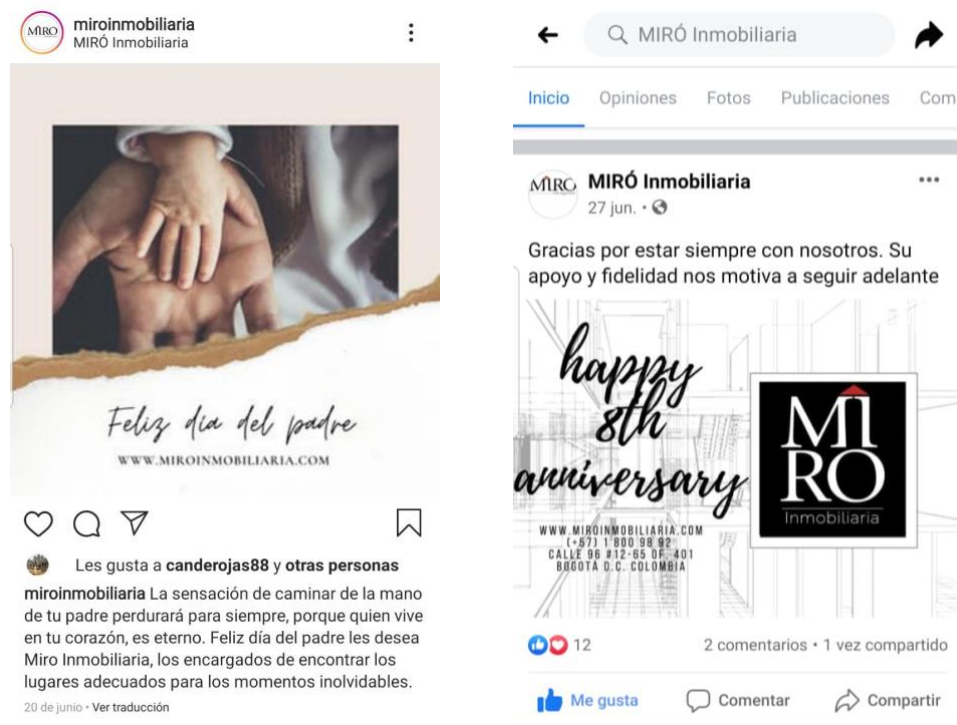 MIRÓ
miroinmobiliaria
MIRÓ Inmobiliaria
Feliz día del padre
WWW.MIROINMOBILIARIA.COM
Les gusta a canderojas88 y otras personas
miroinmobiliaria La sensación de caminar de la mano
de tu padre perdurará para siempre, porque quien vive
en tu corazón, es eterno. Feliz día del padre les desea
Miro Inmobiliaria, los encargados de encontrar los
lugares adecuados para los momentos inolvidables.
20 de junio • Ver traducción
MIRÓ Inmobiliaria
Inicio Opiniones Fotos Publicaciones Com
MIRO
MIRÓ Inmobiliaria
27 jun. •
Gracias por estar siempre con nosotros. Su
apoyo y fidelidad nos motiva a seguir adelante
happy
8th
anniversary
WWW.MIROINMOBILIARIA.COM
(+57) 1 800 98 92
CALLE 96 #12-65 OF. 401
BOGOTA D.C. COLOMBIA
MI
RO
Inmobiliaria
12 2 comentarios • 1 vez compartido
Me gusta Comentar Compartir